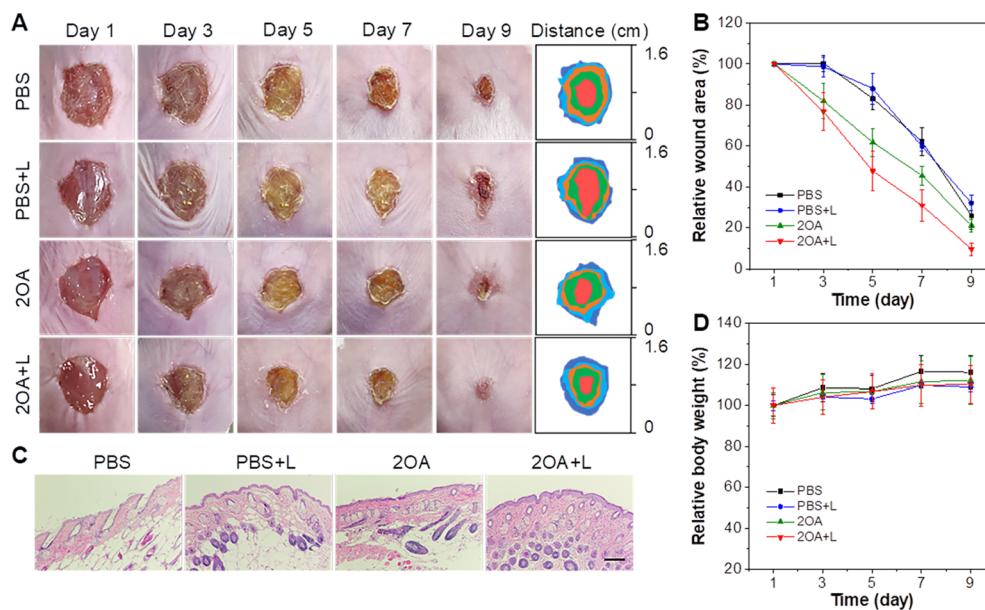 A
Day 1 Day 3 Day 5 Day 7 Day 9 Distance (cm)
PBS
1.6
0
PBS+L
1.6
0
2OA
1.6
0
2OA+L
1.6
0
B
Relative wound area (%)
120
100
80
60
40
20
0
PBS
PBS+L
2OA
2OA+L
1 3 5 7 9
Time (day)
C
PBS PBS+L 2OA 2OA+L
D
Relative body weight (%)
140
120
100
80
60
40
20
PBS
PBS+L
2OA
2OA+L
1 3 5 7 9
Time (day)